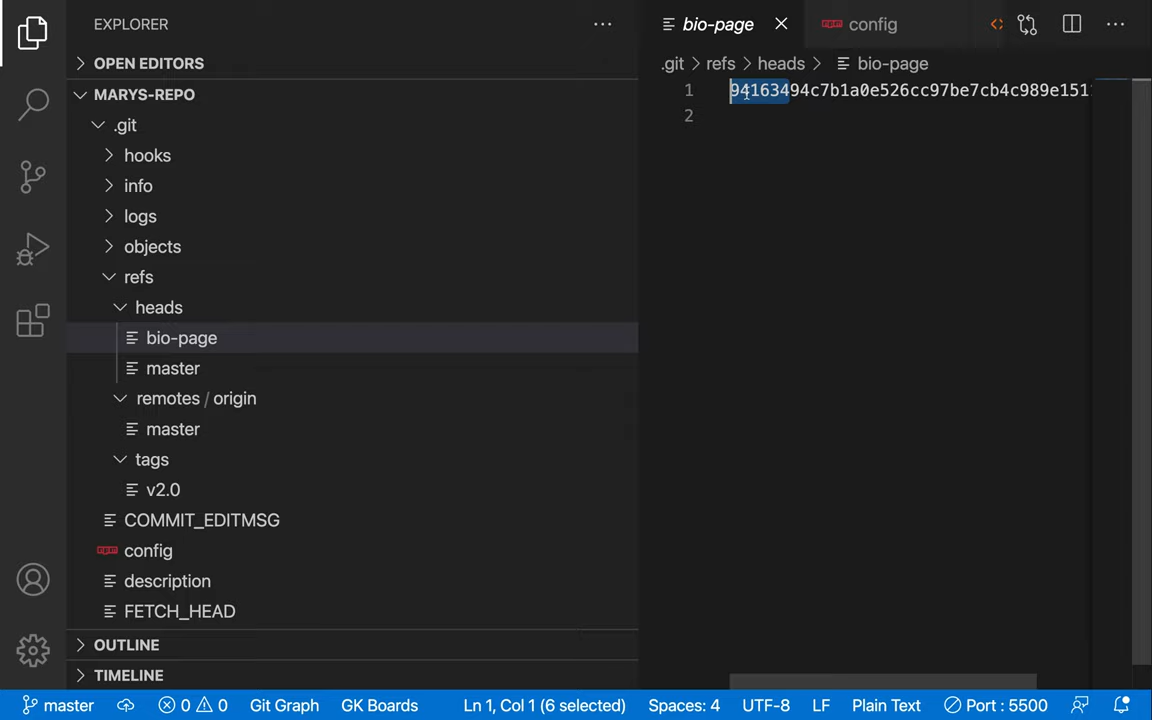 EXPLORER
OPEN EDITORS
MARYS-REPO
.git
hooks
info
logs
objects
refs
heads
bio-page
master
remotes / origin
master
tags
v2.0
COMMIT_EDITMSG
config
description
FETCH_HEAD
OUTLINE
TIMELINE
bio-page
config
.git > refs > heads > bio-page
1 94163494c7b1a0e526cc97be7cb4c989e151
2
master 0 0 Git Graph GK Boards Ln 1, Col 1 (6 selected) Spaces: 4 UTF-8 LF Plain Text Port : 5500